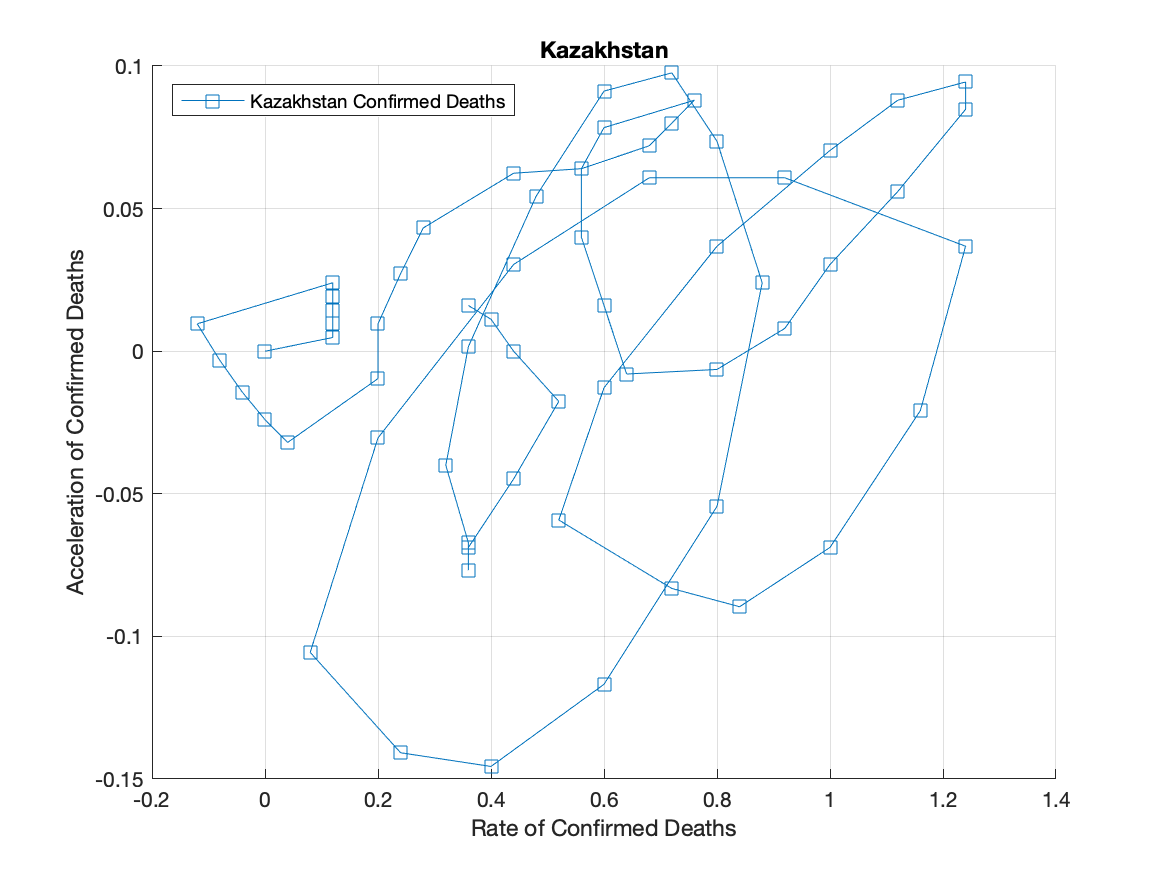 Kazakhstan
Kazakhstan Confirmed Deaths
0.1
0.05
0
-0.05
-0.1
-0.15
Acceleration of Confirmed Deaths
-0.2 0 0.2 0.4 0.6 0.8 1 1.2 1.4
Rate of Confirmed Deaths